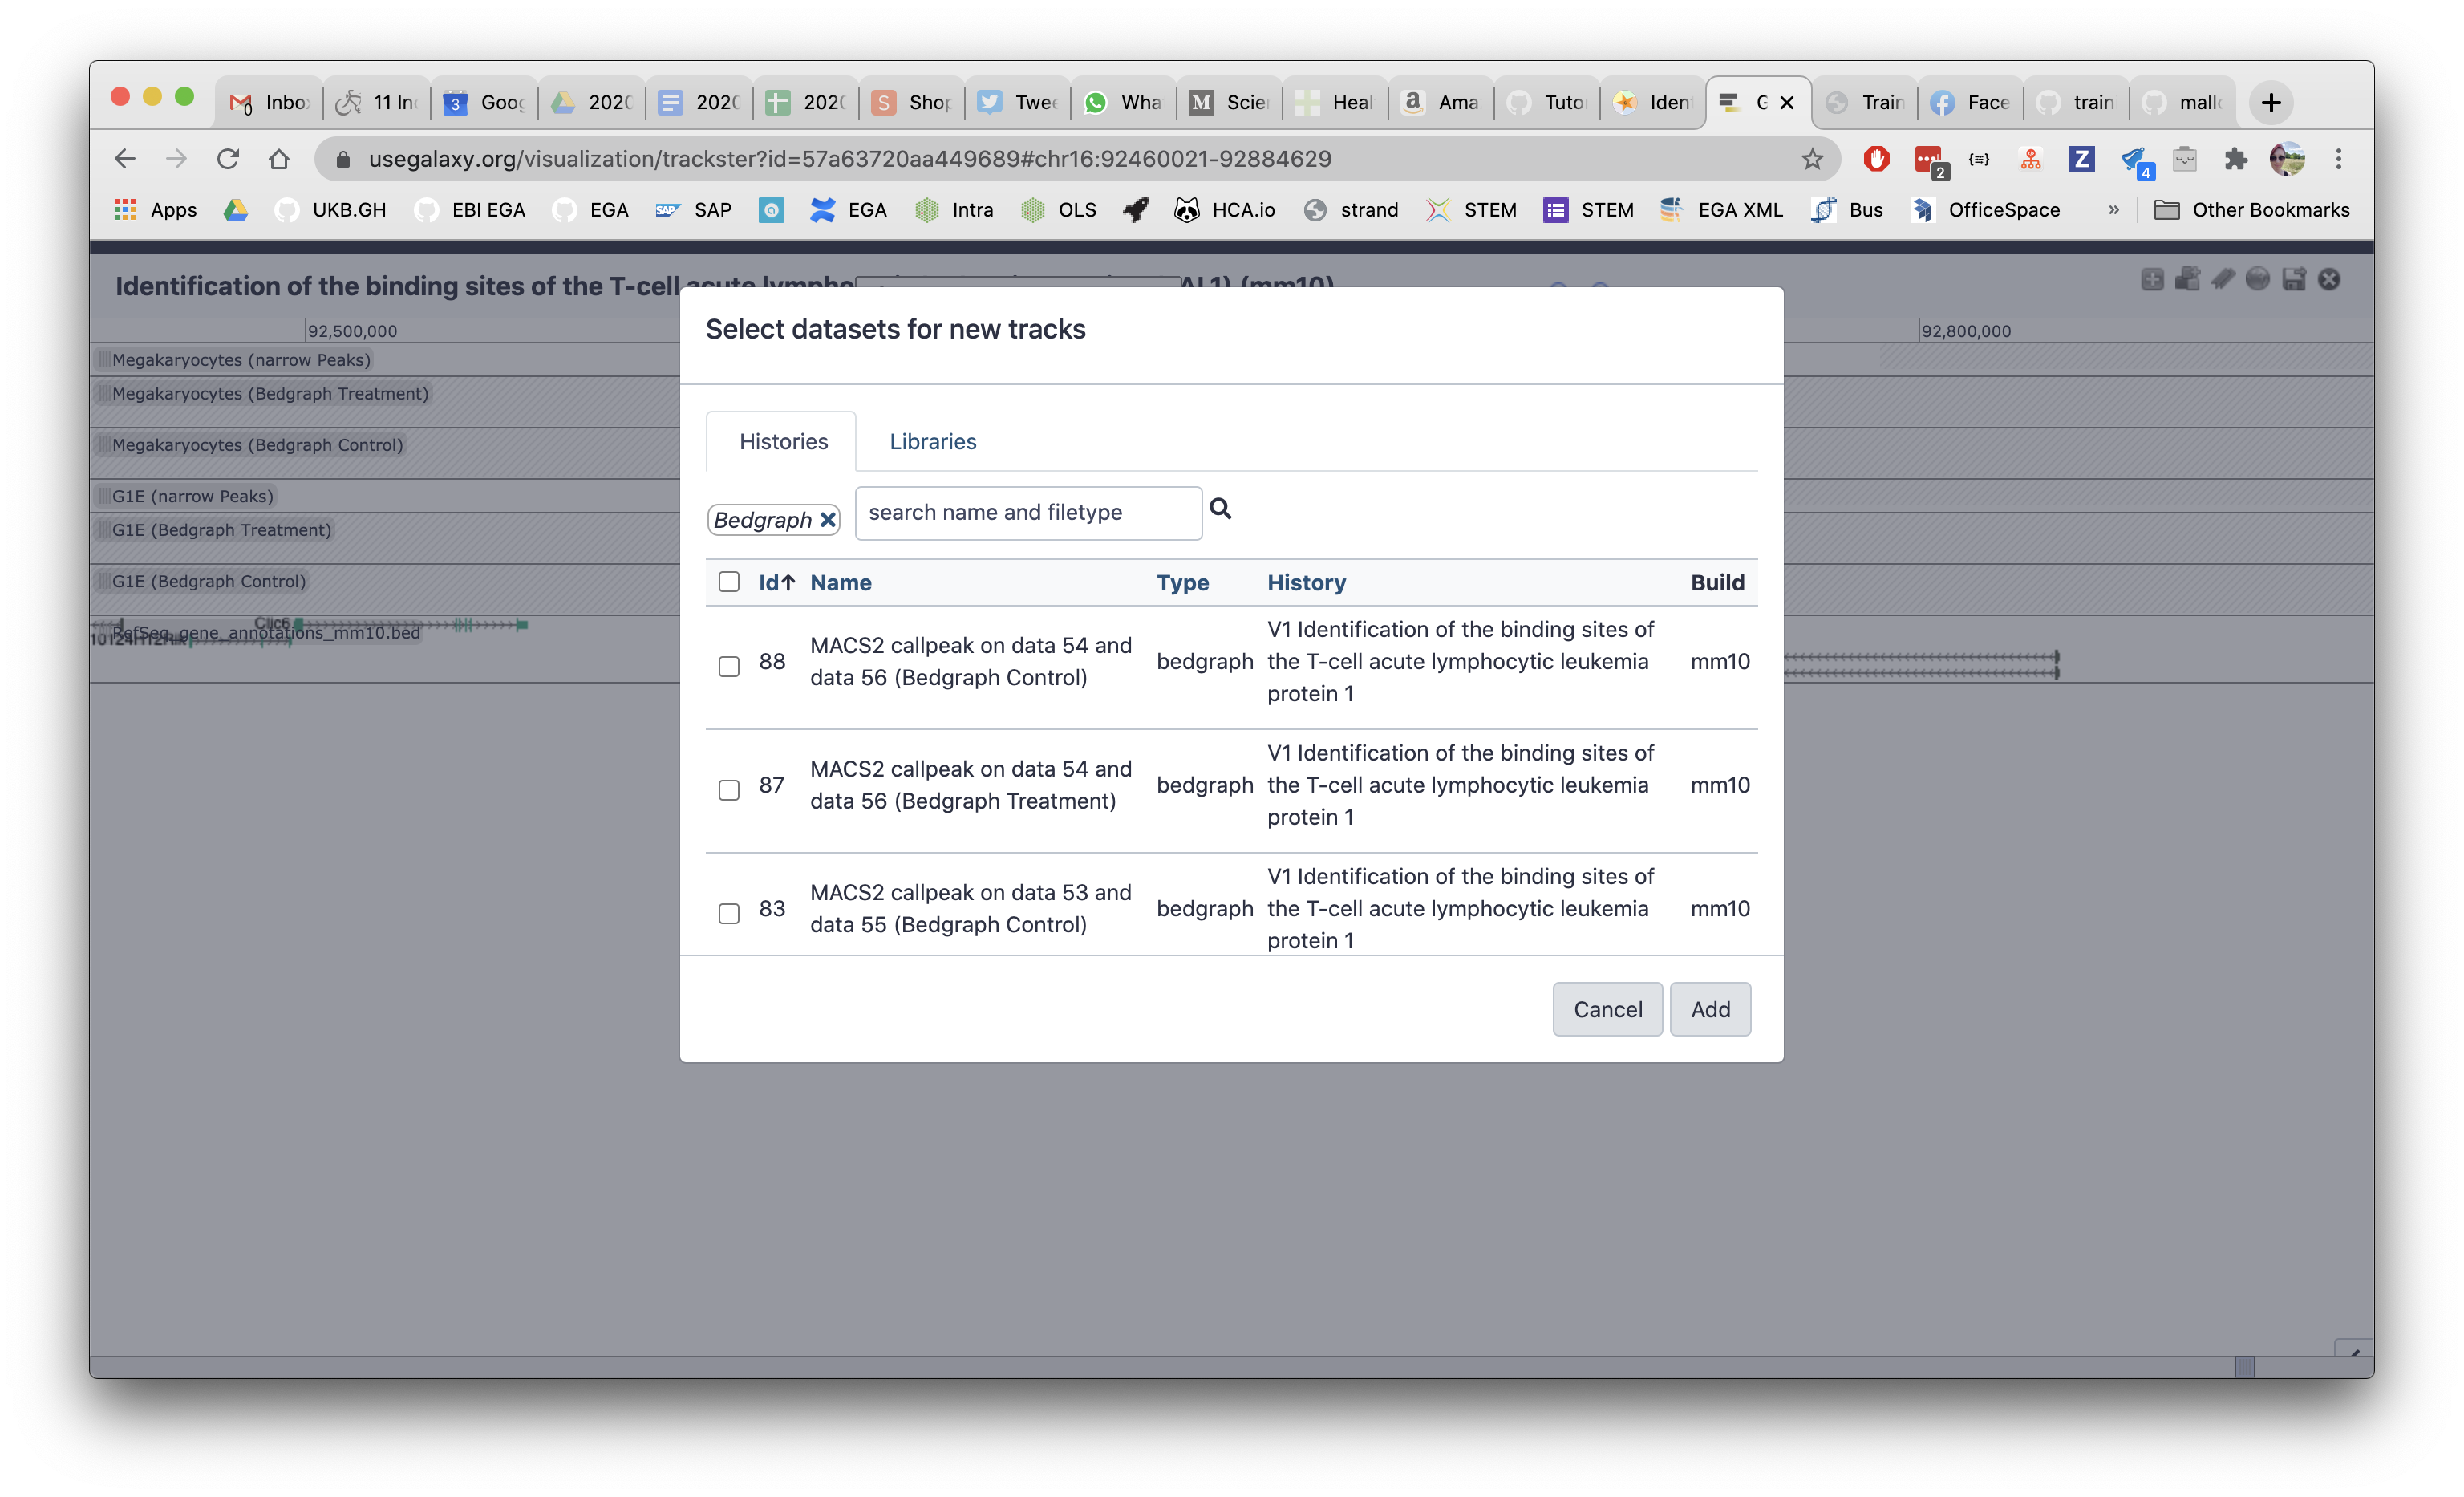 Inbo
11 In
Goog
2020
2020
2020
Shop
Twee
Wha
Scie
Heal
Ama
Tuto
Iden
G
Train
Face
train
mallo
usegalaxy.org/visualization/trackster?id=57a63720aa449689#chr16:92460021-92884629
2
4
Apps
UKB.GH
EBI EGA
EGA
SAP
EGA
Intra
OLS
HCA.io
strand
STEM
STEM
EGA XML
Bus
OfficeSpace
»
Other Bookmarks
Identification of the binding sites of the T-cell acute lympho
AL1) (mm10)
92,500,000
92,800,000
Megakaryocytes (narrow Peaks)
Megakaryocytes (Bedgraph Treatment)
Megakaryocytes (Bedgraph Control)
G1E (narrow Peaks)
G1E (Bedgraph Treatment)
G1E (Bedgraph Control)
Clic6
RefSeq_gene_annotations_mm10.bed
Select datasets for new tracks
Histories
Libraries
Bedgraph
search name and filetype
Id↑ Name Type History Build
88
MACS2 callpeak on data 54 and
data 56 (Bedgraph Control)
bedgraph
V1 Identification of the binding sites of
the T-cell acute lymphocytic leukemia
protein 1
mm10
87
MACS2 callpeak on data 54 and
data 56 (Bedgraph Treatment)
bedgraph
V1 Identification of the binding sites of
the T-cell acute lymphocytic leukemia
protein 1
mm10
83
MACS2 callpeak on data 53 and
data 55 (Bedgraph Control)
bedgraph
V1 Identification of the binding sites of
the T-cell acute lymphocytic leukemia
protein 1
mm10
Cancel
Add